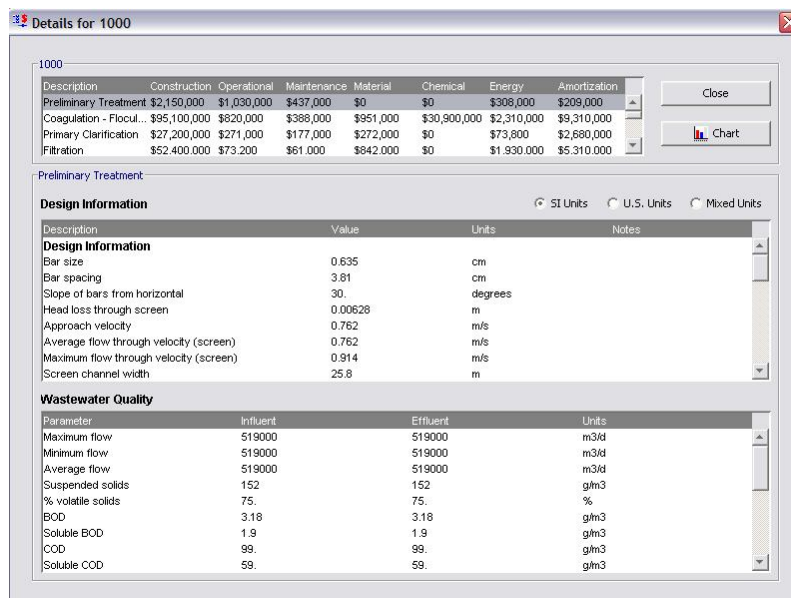 Details for 1000
1000
Description Construction Operational Maintenance Material Chemical Energy Amortization
Preliminary Treatment $2,150,000 $1,030,000 $437,000 $0 $0 $308,000 $209,000
Coagulation - Flocul... $95,100,000 $820,000 $388,000 $951,000 $30,900,000 $2,310,000 $9,310,000
Primary Clarification $27,200,000 $271,000 $177,000 $272,000 $0 $73,800 $2,680,000
Filtration $52,400,000 $73,200 $61,000 $842,000 $0 $1,930,000 $5,310,000
Close
Chart
Preliminary Treatment
Design Information SI Units U.S. Units Mixed Units
Description Value Units Notes
Design Information
Bar size 0.635 cm
Bar spacing 3.81 cm
Slope of bars from horizontal 30. degrees
Head loss through screen 0.00628 m
Approach velocity 0.762 m/s
Average flow through velocity (screen) 0.762 m/s
Maximum flow through velocity (screen) 0.914 m/s
Screen channel width 25.8 m
Wastewater Quality
Parameter Influent Effluent Units
Maximum flow 519000 519000 m3/d
Minimum flow 519000 519000 m3/d
Average flow 519000 519000 m3/d
Suspended solids 152 152 g/m3
% volatile solids 75. 75. %
BOD 3.18 3.18 g/m3
Soluble BOD 1.9 1.9 g/m3
COD 99. 99. g/m3
Soluble COD 59. 59. g/m3